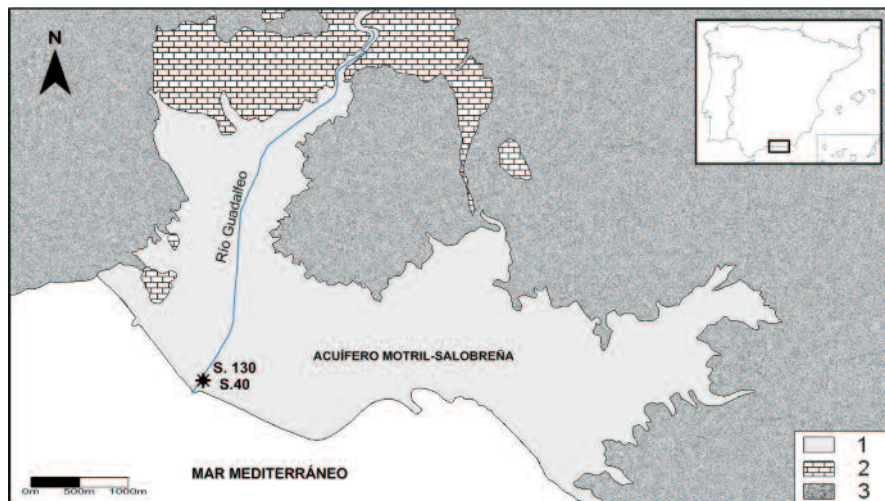 N
Río Guadalfeo
ACUÍFERO MOTRIL-SALOBREÑA
S. 130
S.40
MAR MEDITERRÁNEO
0m 500m 1000m
1
2
3